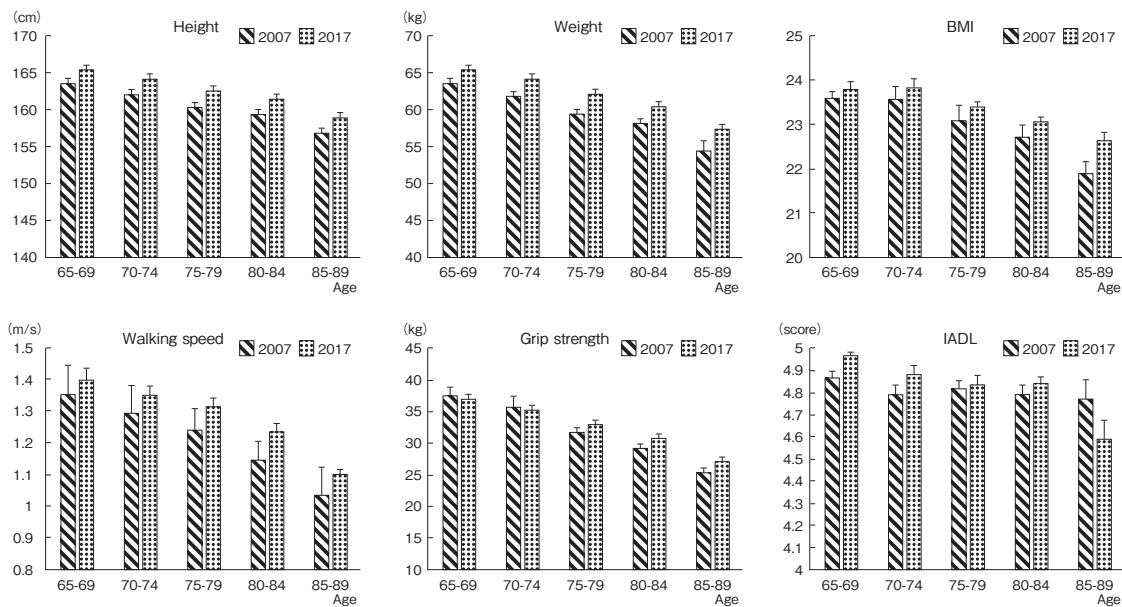 (cm)
Height
2007 2017
170
165
160
155
150
145
140
65-69 70-74 75-79 80-84 85-89
Age
(kg)
Weight
2007 2017
70
65
60
55
50
45
40
65-69 70-74 75-79 80-84 85-89
Age
BMI
2007 2017
25
24
23
22
21
20
65-69 70-74 75-79 80-84 85-89
Age
(m/s)
Walking speed
2007 2017
1.5
1.4
1.3
1.2
1.1
1
0.9
0.8
65-69 70-74 75-79 80-84 85-89
Age
(kg)
Grip strength
2007 2017
45
40
35
30
25
20
15
10
65-69 70-74 75-79 80-84 85-89
Age
(score)
IADL
2007 2017
5
4.9
4.8
4.7
4.6
4.5
4.4
4.3
4.2
4.1
4
65-69 70-74 75-79 80-84 85-89
Age